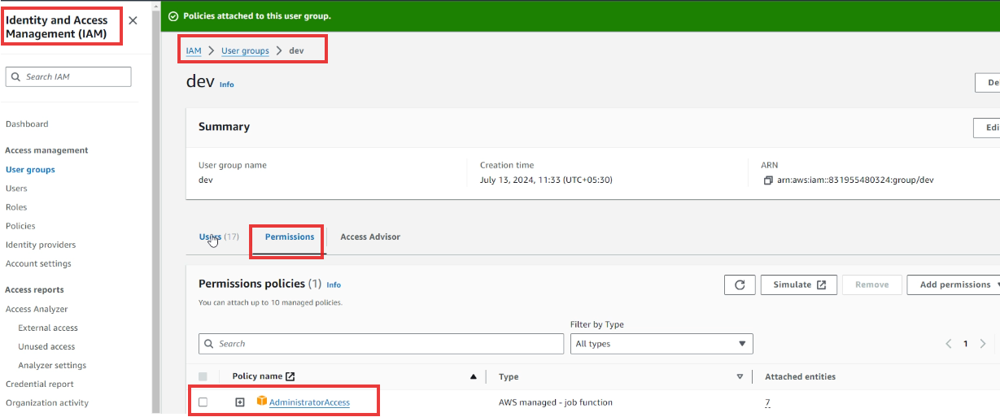 Identity and Access
Management (IAM)
Search IAM
Dashboard
Access management
User groups
Users
Roles
Policies
Identity providers
Account settings
Access reports
Access Analyzer
External access
Unused access
Analyzer settings
Credential report
Organization activity
Policies attached to this user group.
IAM > User groups > dev
dev Info
Summary
Edi
User group name
dev
Creation time
July 13, 2024, 11:33 (UTC+05:30)
ARN
arn:aws:iam::831955480324:group/dev
Users (17) Permissions Access Advisor
Permissions policies (1) Info
You can attach up to 10 managed policies.
Simulate Remove Add permissions
Filter by Type
Search All types 1
Policy name Type Attached entities
AdministratorAccess AWS managed - job function 7